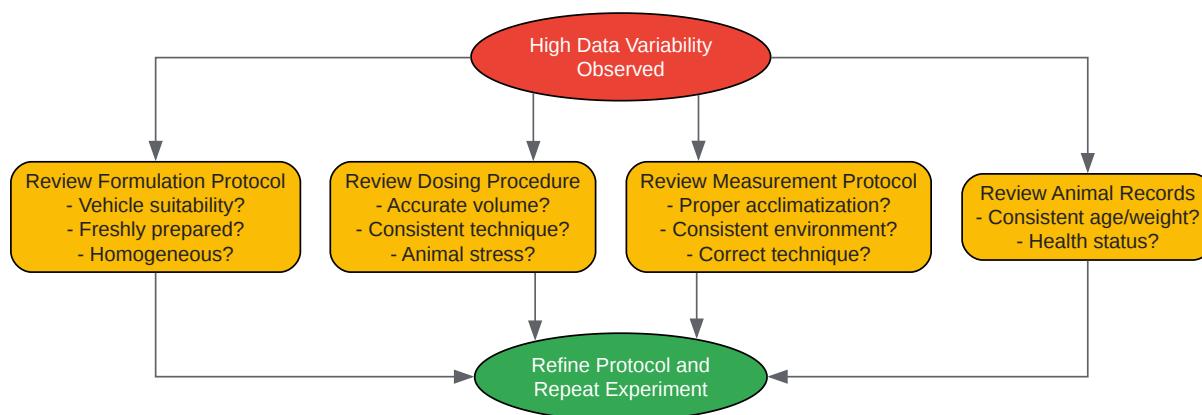 High Data Variability
Observed
Review Formulation Protocol
- Vehicle suitability?
- Freshly prepared?
- Homogeneous?
Review Dosing Procedure
- Accurate volume?
- Consistent technique?
- Animal stress?
Review Measurement Protocol
- Proper acclimatization?
- Consistent environment?
- Correct technique?
Review Animal Records
- Consistent age/weight?
- Health status?
Refine Protocol and
Repeat Experiment